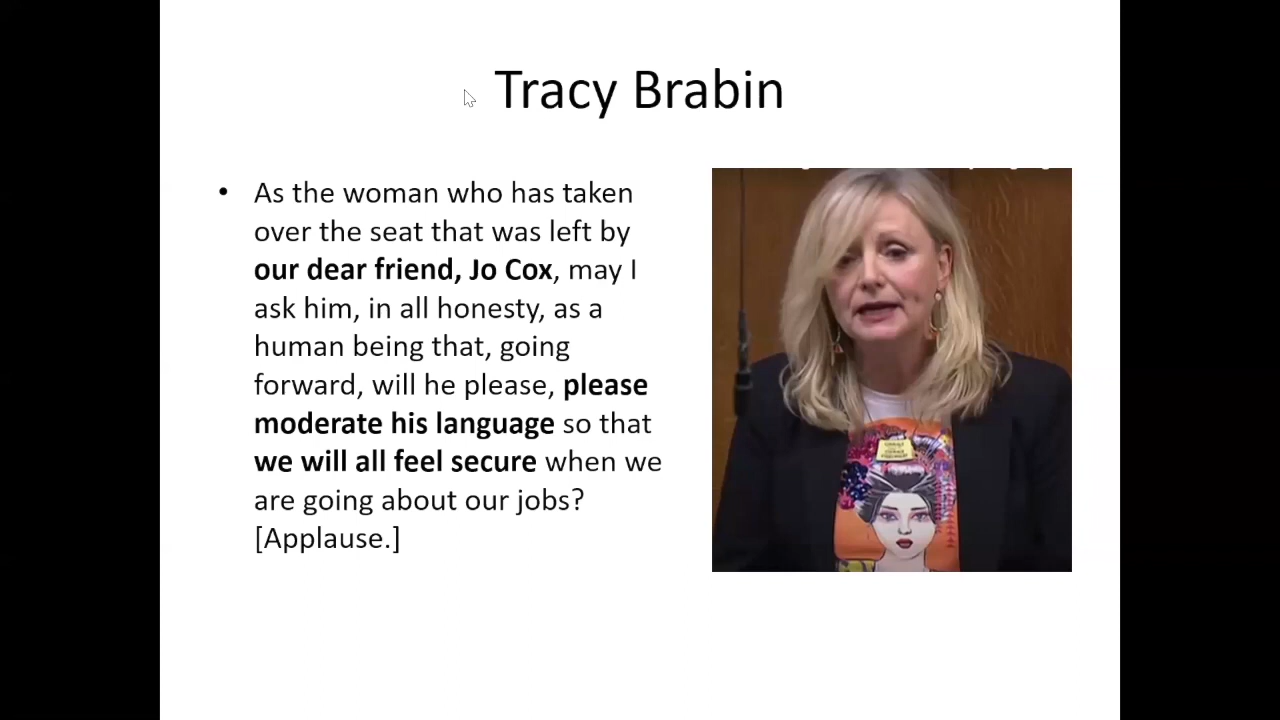 Tracy Brabin
• As the woman who has taken
over the seat that was left by
our dear friend, Jo Cox, may I
ask him, in all honesty, as a
human being that, going
forward, will he please, please
moderate his language so that
we will all feel secure when we
are going about our jobs?
[Applause.]